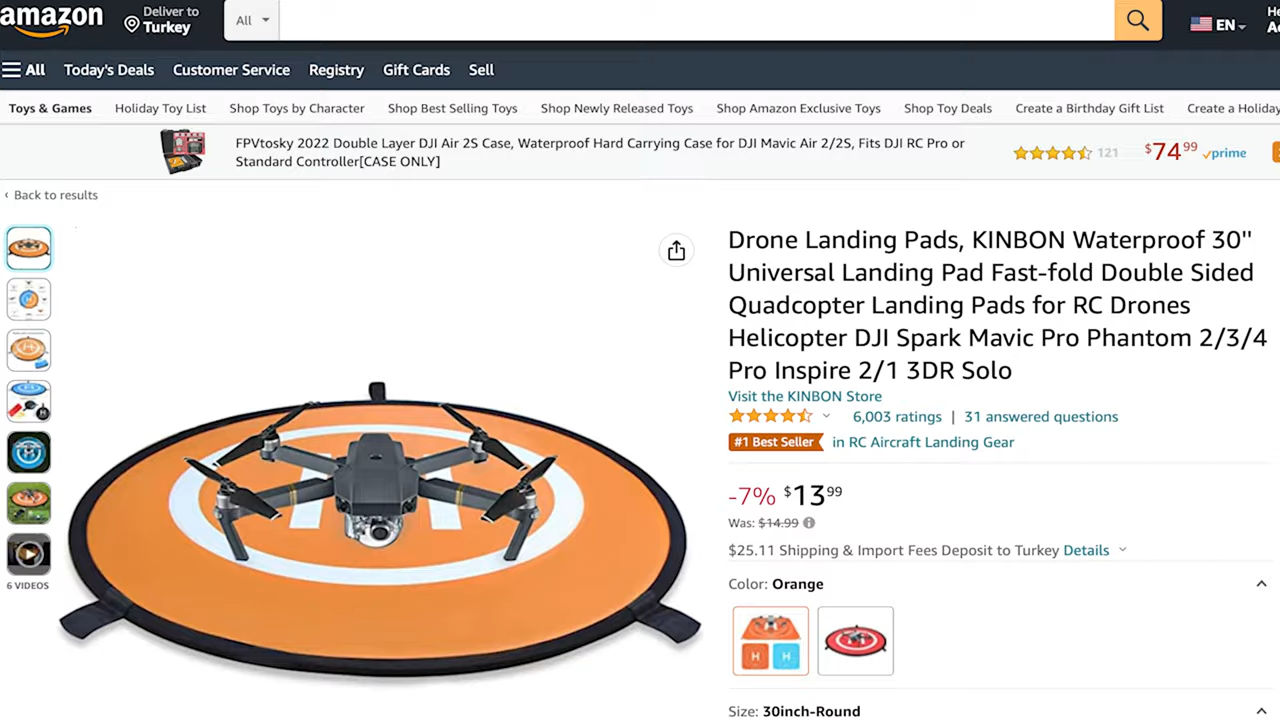 amazon
Deliver to
Turkey
All
EN
He
Ac
All
Today's Deals
Customer Service
Registry
Gift Cards
Sell
Toys & Games
Holiday Toy List
Shop Toys by Character
Shop Best Selling Toys
Shop Newly Released Toys
Shop Amazon Exclusive Toys
Shop Toy Deals
Create a Birthday Gift List
Create a Holiday
FPVtosky 2022 Double Layer DJI Air 2S Case, Waterproof Hard Carrying Case for DJI Mavic Air 2/2S, Fits DJI RC Pro or
Standard Controller[CASE ONLY]
121
$74.99
prime
‹ Back to results
Drone Landing Pads, KINBON Waterproof 30''
Universal Landing Pad Fast-fold Double Sided
Quadcopter Landing Pads for RC Drones
Helicopter DJI Spark Mavic Pro Phantom 2/3/4
Pro Inspire 2/1 3DR Solo
Visit the KINBON Store
6,003 ratings | 31 answered questions
#1 Best Seller in RC Aircraft Landing Gear
-7% $13.99
Was: $14.99
$25.11 Shipping & Import Fees Deposit to Turkey Details
Color: Orange
H H
Size: 30inch-Round
6 VIDEOS